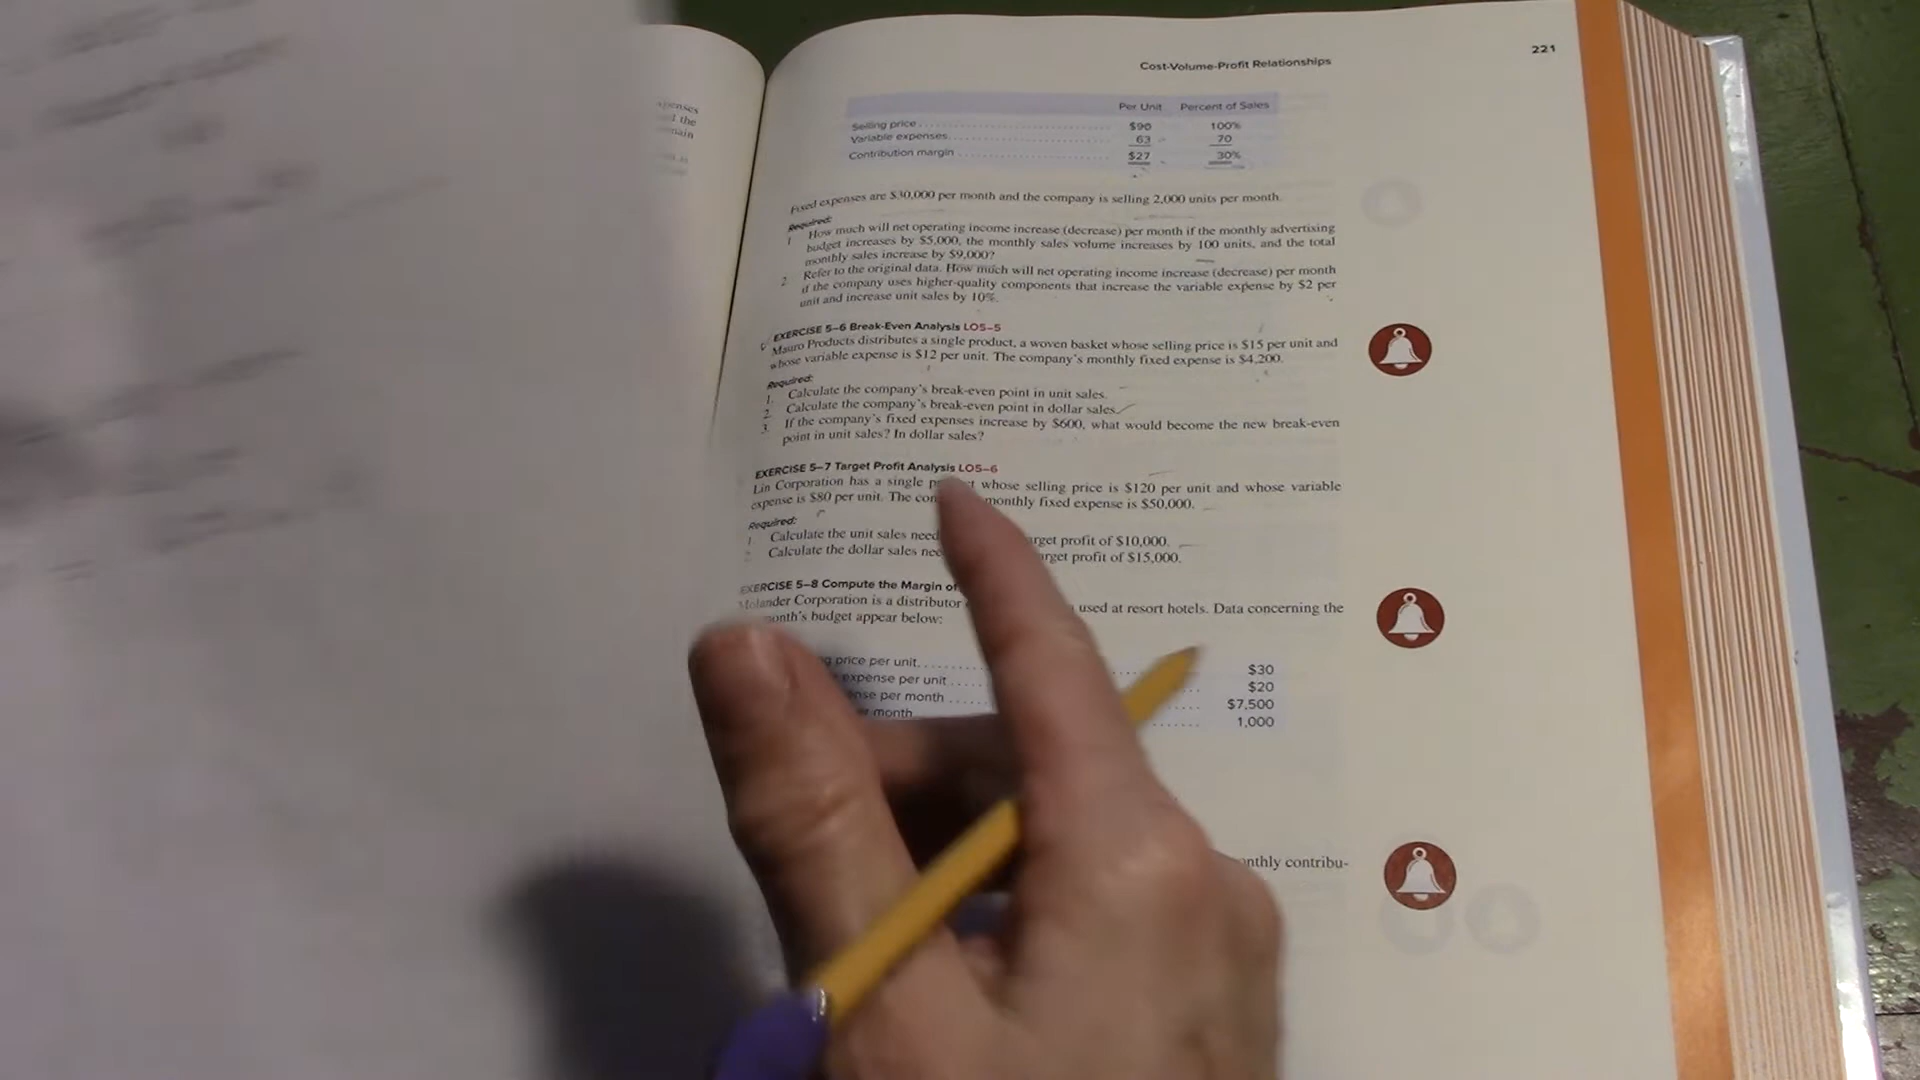 221
Cost-Volume-Profit Relationships
the
Per Unit Percent of Sales
Selling price $90 100%
Variable expenses 63 70
Contribution margin $27 30%
Fixed expenses are $30,000 per month and the company is selling 2,000 units per month.
Required:
1. How much will net operating income increase (decrease) per month if the monthly advertising
budget increases by $5,000, the monthly sales volume increases by 100 units, and the total
monthly sales increase by $9,000?
2. Refer to the original data. How much will net operating income increase (decrease) per month
if the company uses higher-quality components that increase the variable expense by $2 per
unit and increase unit sales by 10%.
EXERCISE 5–6 Break-Even Analysis LO5–5
Mauro Products distributes a single product, a woven basket whose selling price is $15 per unit and
whose variable expense is $12 per unit. The company's monthly fixed expense is $4,200.
Required:
1. Calculate the company's break-even point in unit sales.
2. Calculate the company's break-even point in dollar sales.
3. If the company's fixed expenses increase by $600, what would become the new break-even
point in unit sales? In dollar sales?
EXERCISE 5–7 Target Profit Analysis LO5–6
Lin Corporation has a single whose selling price is $120 per unit and whose variable
expense is $80 per unit. The monthly fixed expense is $50,000.
Required:
1. Calculate the unit sales profit of $10,000.
2. Calculate the dollar sales profit of $15,000.
EXERCISE 5–8 Compute the Margin of
Molander Corporation is a distributor used at resort hotels. Data concerning the
budget appear below:
price per unit $30
expense per unit $20
per month $7,500
month 1,000
contribu-